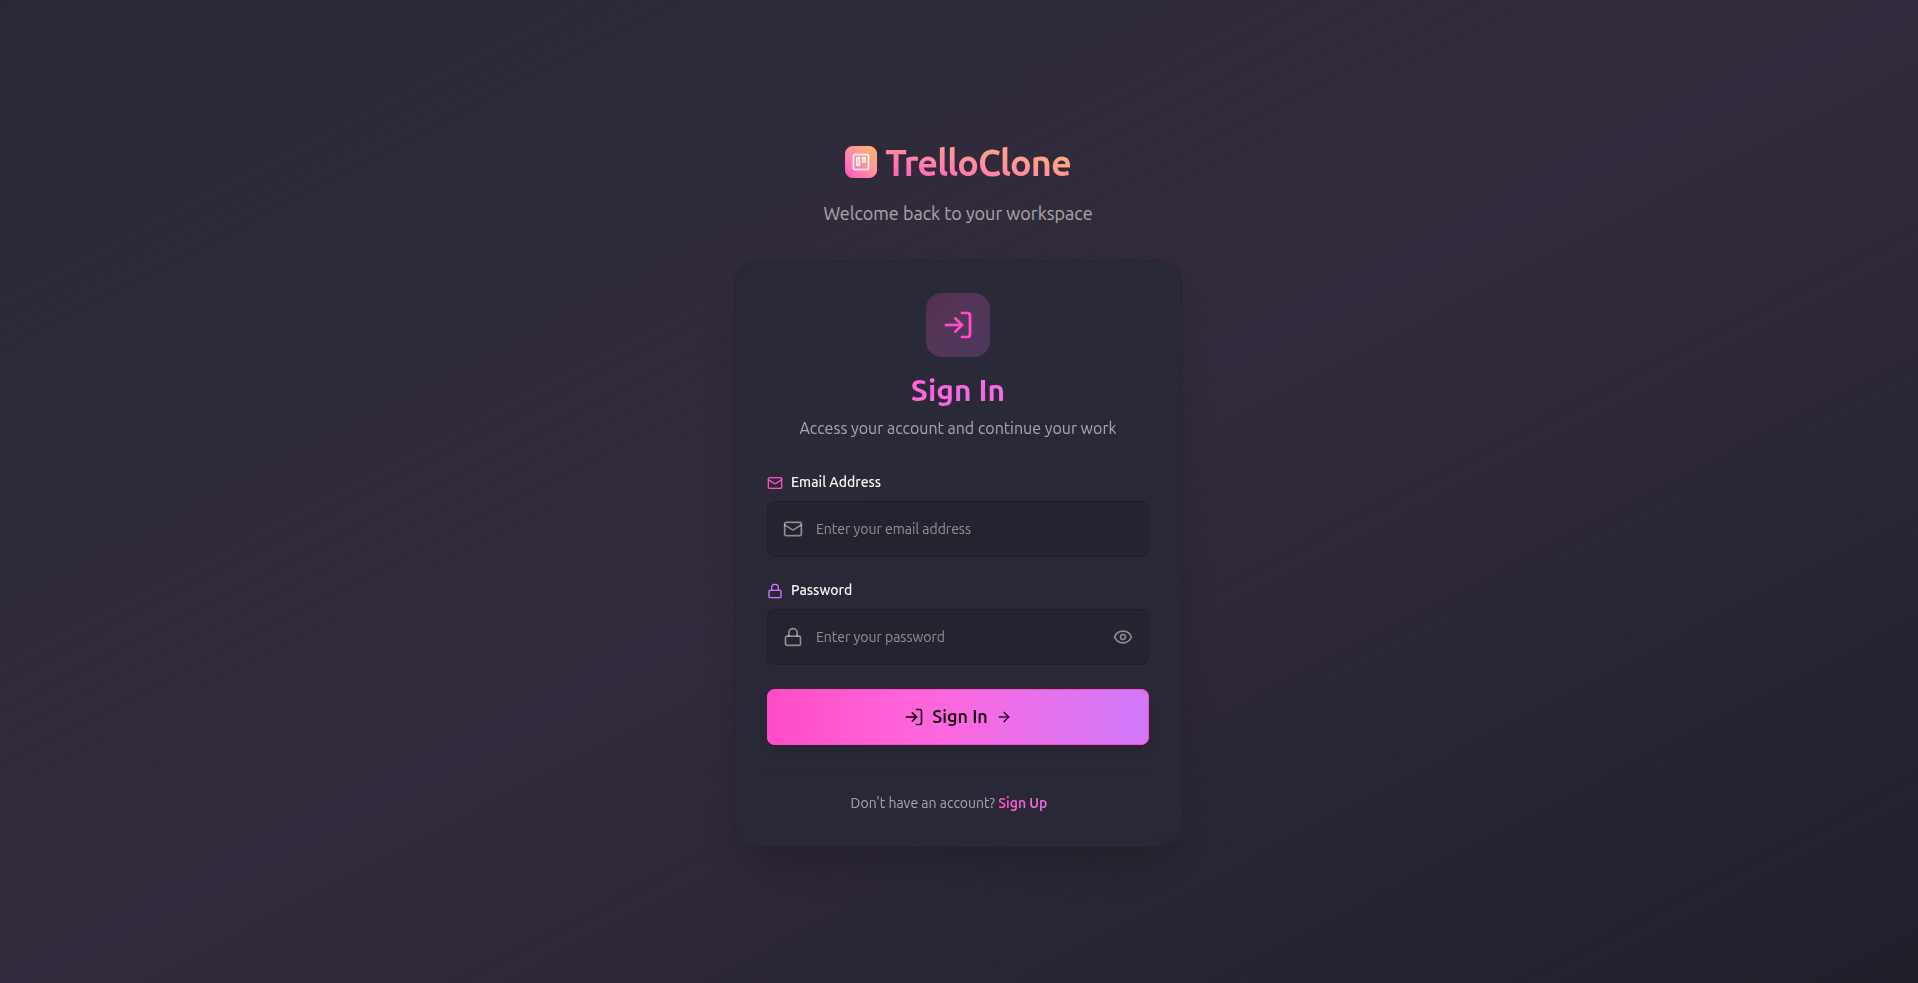 TrelloClone
Welcome back to your workspace
Sign In
Access your account and continue your work
Email Address
Enter your email address
Password
Enter your password
Sign In
Don't have an account? Sign Up